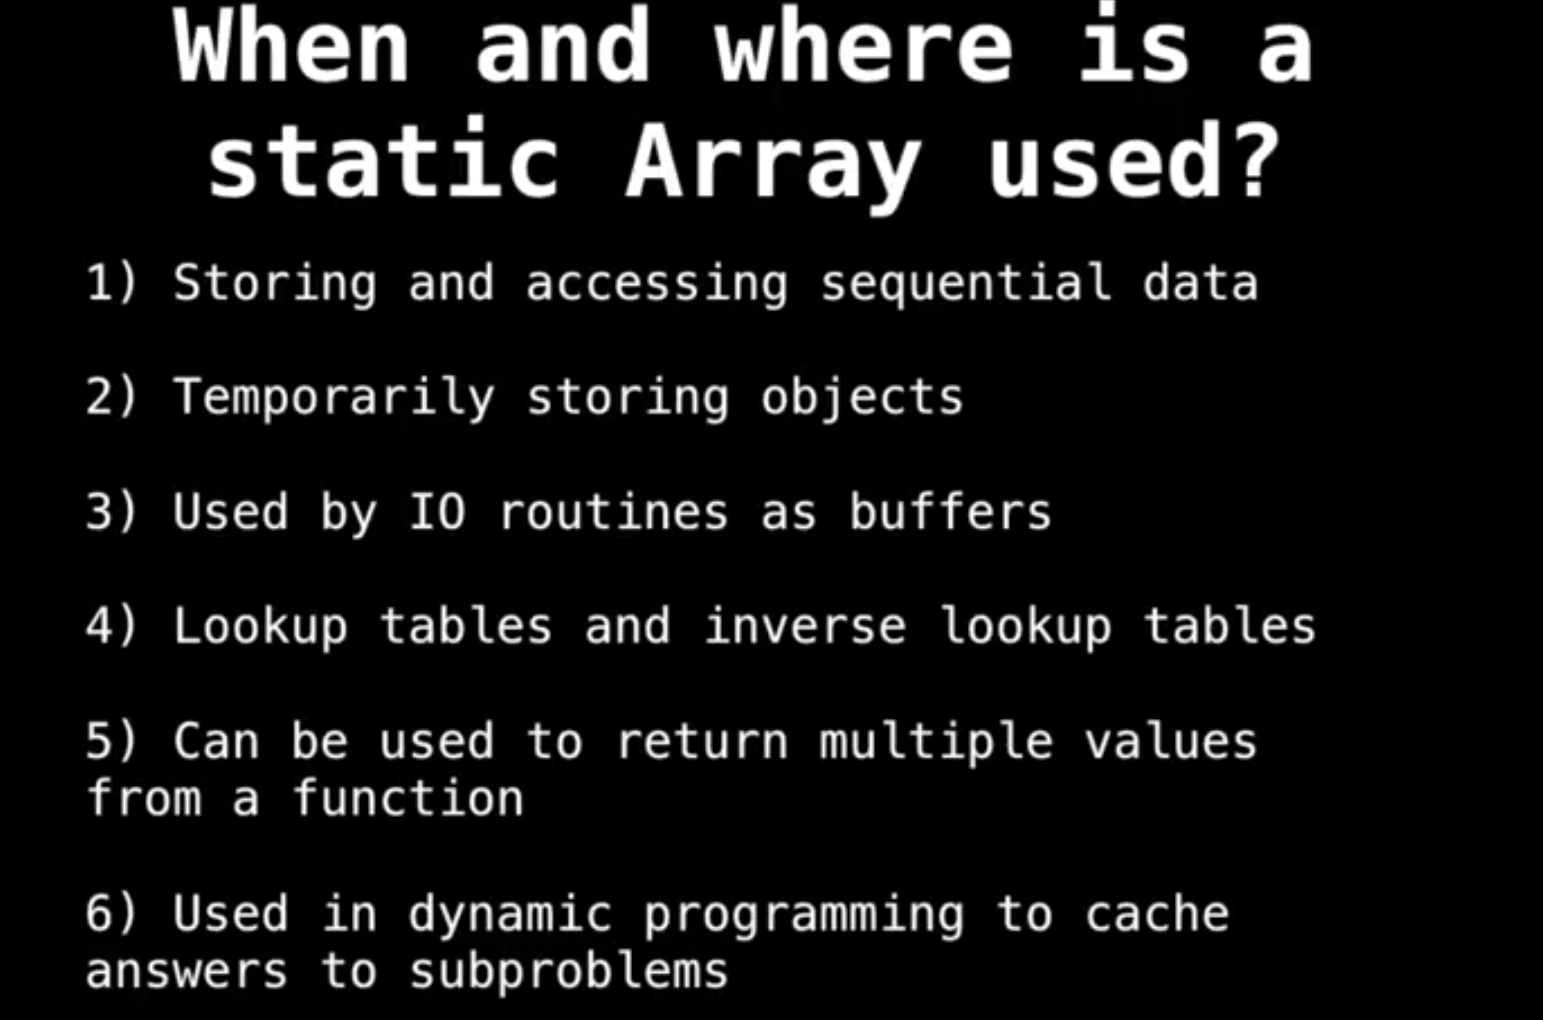 When and where is a
static Array used?
1) Storing and accessing sequential data
2) Temporarily storing objects
3) Used by IO routines as buffers
4) Lookup tables and inverse lookup tables
5) Can be used to return multiple values
from a function
6) Used in dynamic programming to cache
answers to subproblems